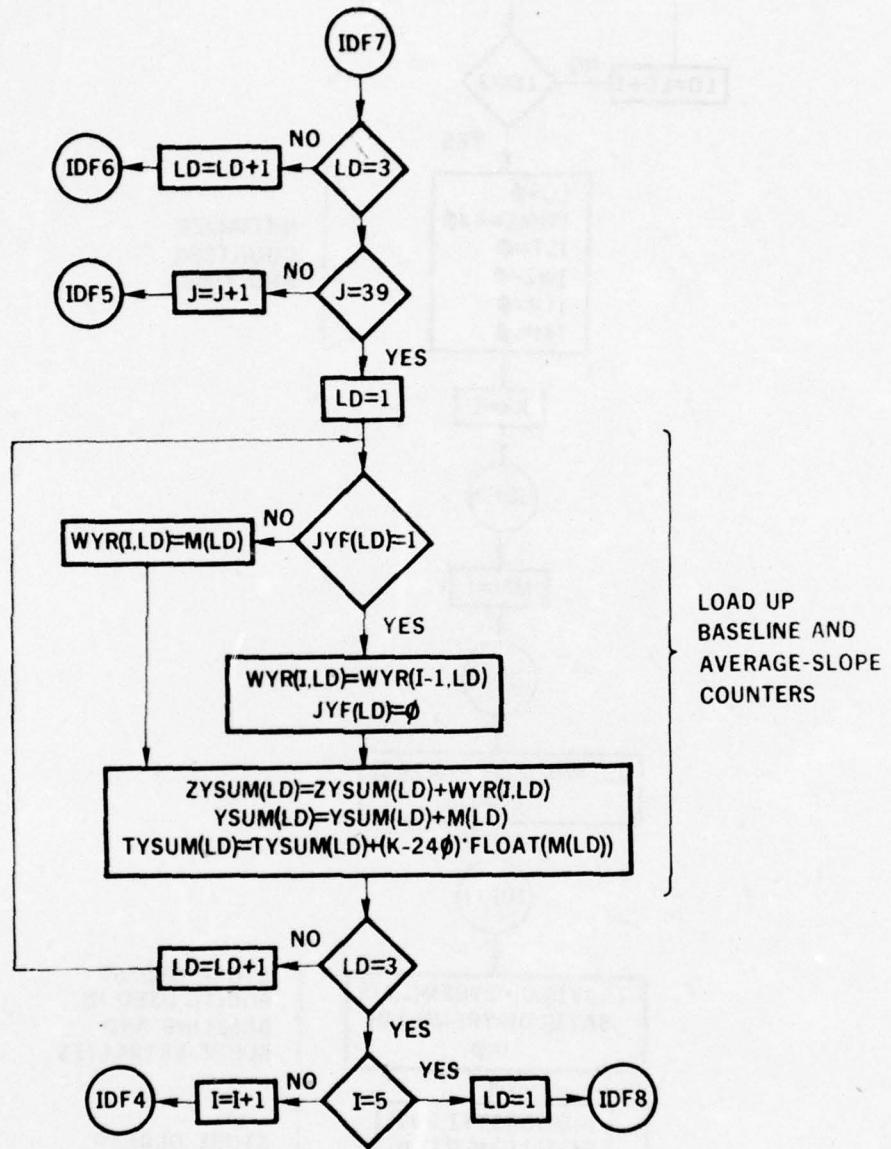 IDF7
LD=3
NO
LD=LD+1
IDF6
J=39
NO
J=J+1
IDF5
YES
LD=1
JYF(LD)=1
NO
WYR(I,LD)=M(LD)
YES
WYR(I,LD)=WYR(I-1,LD)
JYF(LD)=∅
ZYSUM(LD)=ZYSUM(LD)+WYR(I,LD)
YSUM(LD)=YSUM(LD)+M(LD)
TYSUM(LD)=TYSUM(LD)+(K-24∅)*FLOAT(M(LD))
LOAD UP
BASELINE AND
AVERAGE-SLOPE
COUNTERS
LD=3
NO
LD=LD+1
YES
I=5
NO
I=I+1
IDF4
YES
LD=1
IDF8